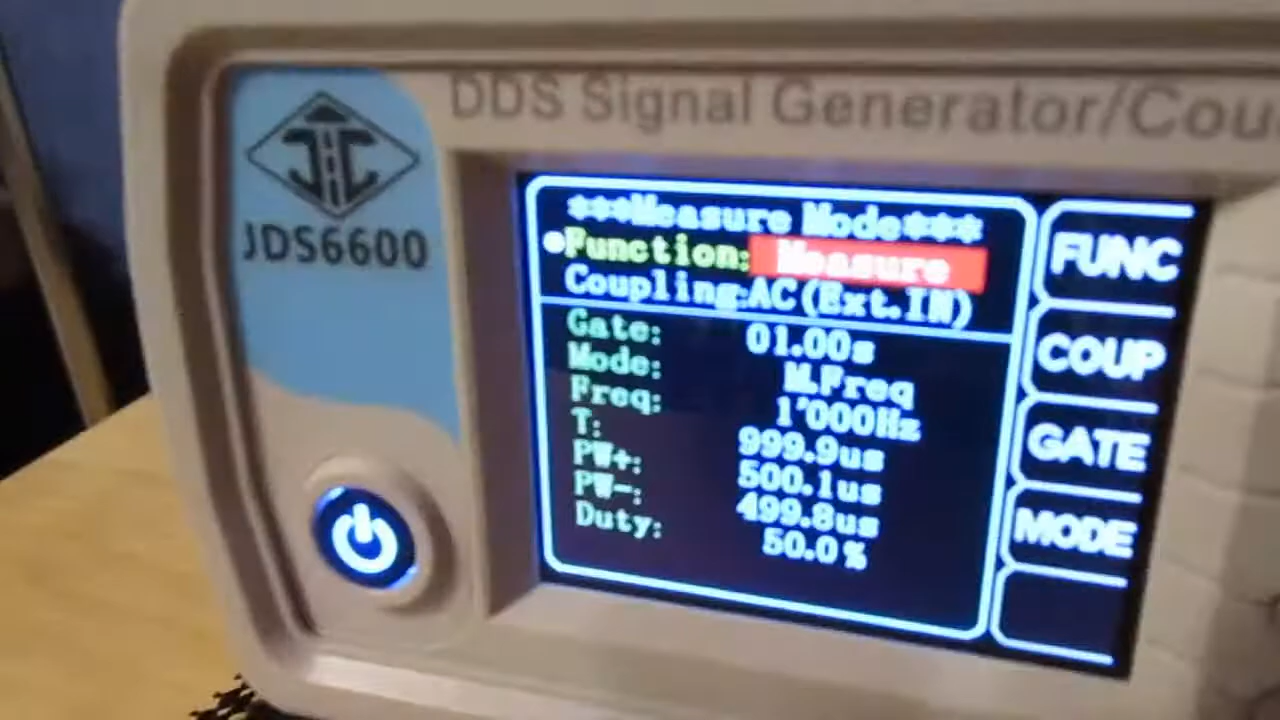 DDS Signal Generator/Cou
JC
JDS6600
***Measure Mode***
Function: Measure
Coupling:AC(Ext.IN)
Gate: 01.00s
Mode: M.Freq
Freq: 1'000Hz
T: 999.9us
PW+: 500.1us
PW-: 499.8us
Duty: 50.0%
FUNC
COUP
GATE
MODE